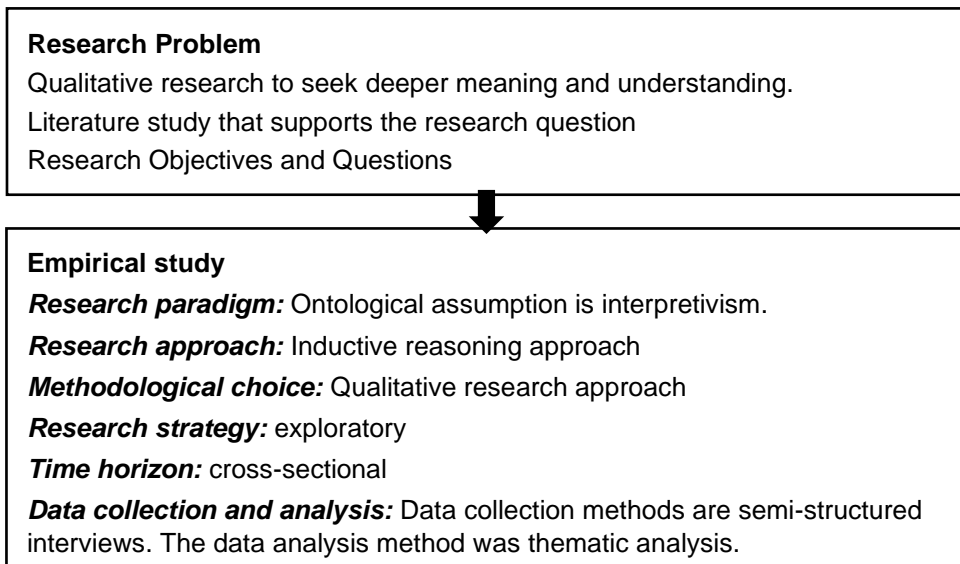 Research Problem
Qualitative research to seek deeper meaning and understanding.
Literature study that supports the research question
Research Objectives and Questions
Empirical study
Research paradigm: Ontological assumption is interpretivism.
Research approach: Inductive reasoning approach
Methodological choice: Qualitative research approach
Research strategy: exploratory
Time horizon: cross-sectional
Data collection and analysis: Data collection methods are semi-structured
interviews. The data analysis method was thematic analysis.